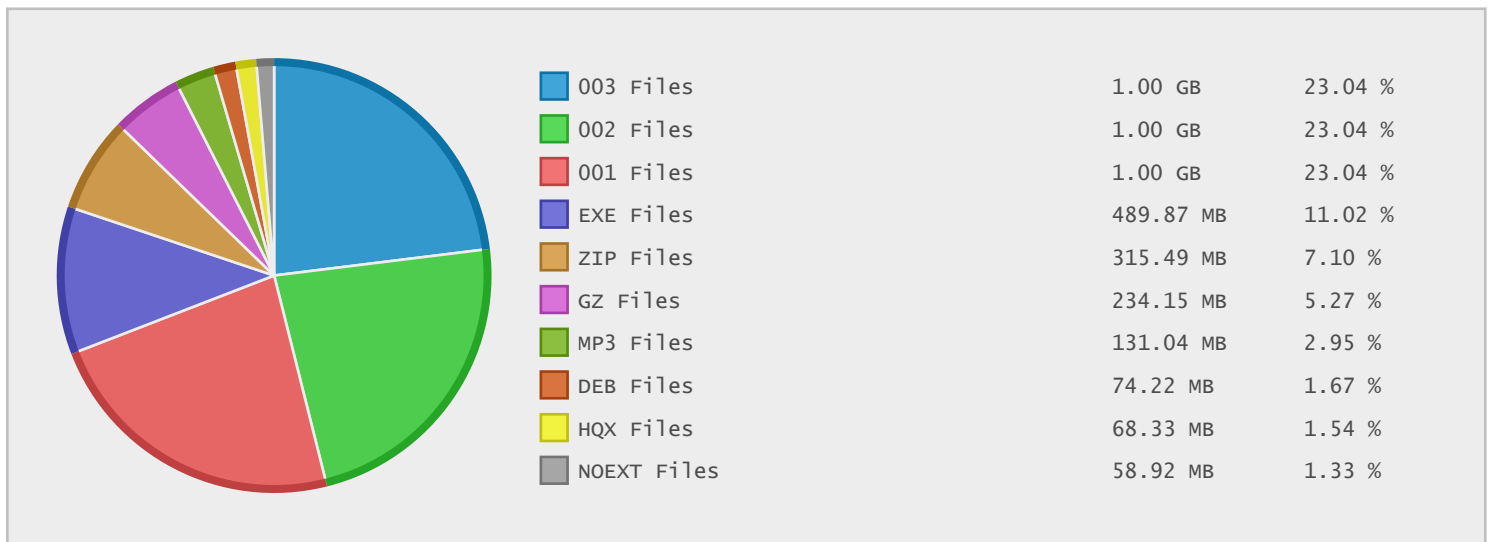 003 Files 1.00 GB 23.04 %
002 Files 1.00 GB 23.04 %
001 Files 1.00 GB 23.04 %
EXE Files 489.87 MB 11.02 %
ZIP Files 315.49 MB 7.10 %
GZ Files 234.15 MB 5.27 %
MP3 Files 131.04 MB 2.95 %
DEB Files 74.22 MB 1.67 %
HQX Files 68.33 MB 1.54 %
NOEXT Files 58.92 MB 1.33 %